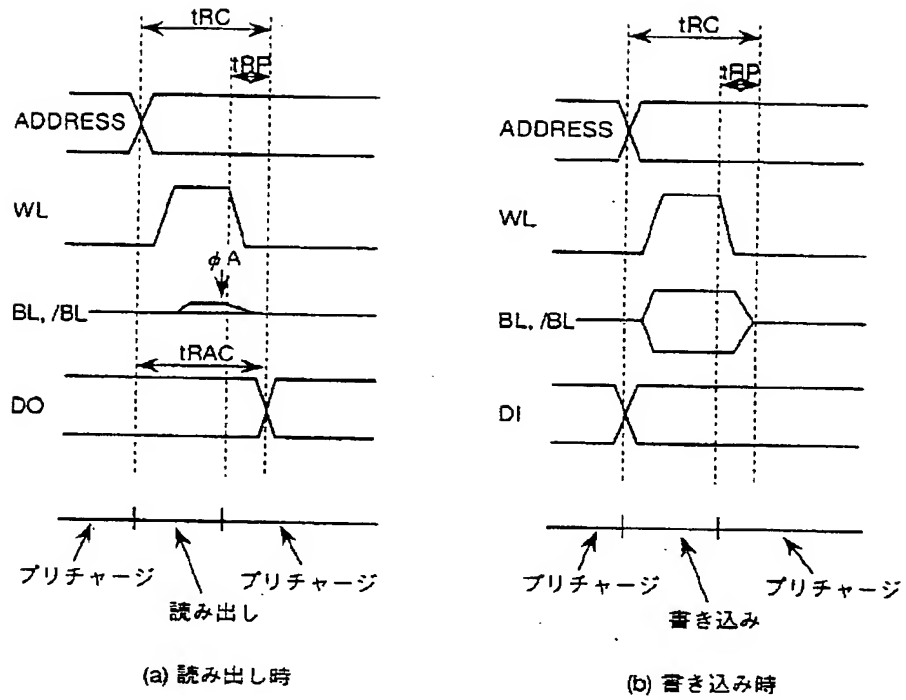 tRC
tRP
ADDRESS
WL
φA
BL, /BL
tRAC
DO
プリチャージ
プリチャージ
読み出し
(a) 読み出し時
tRC
tRP
ADDRESS
WL
BL, /BL
DI
プリチャージ
プリチャージ
書き込み
(b) 書き込み時